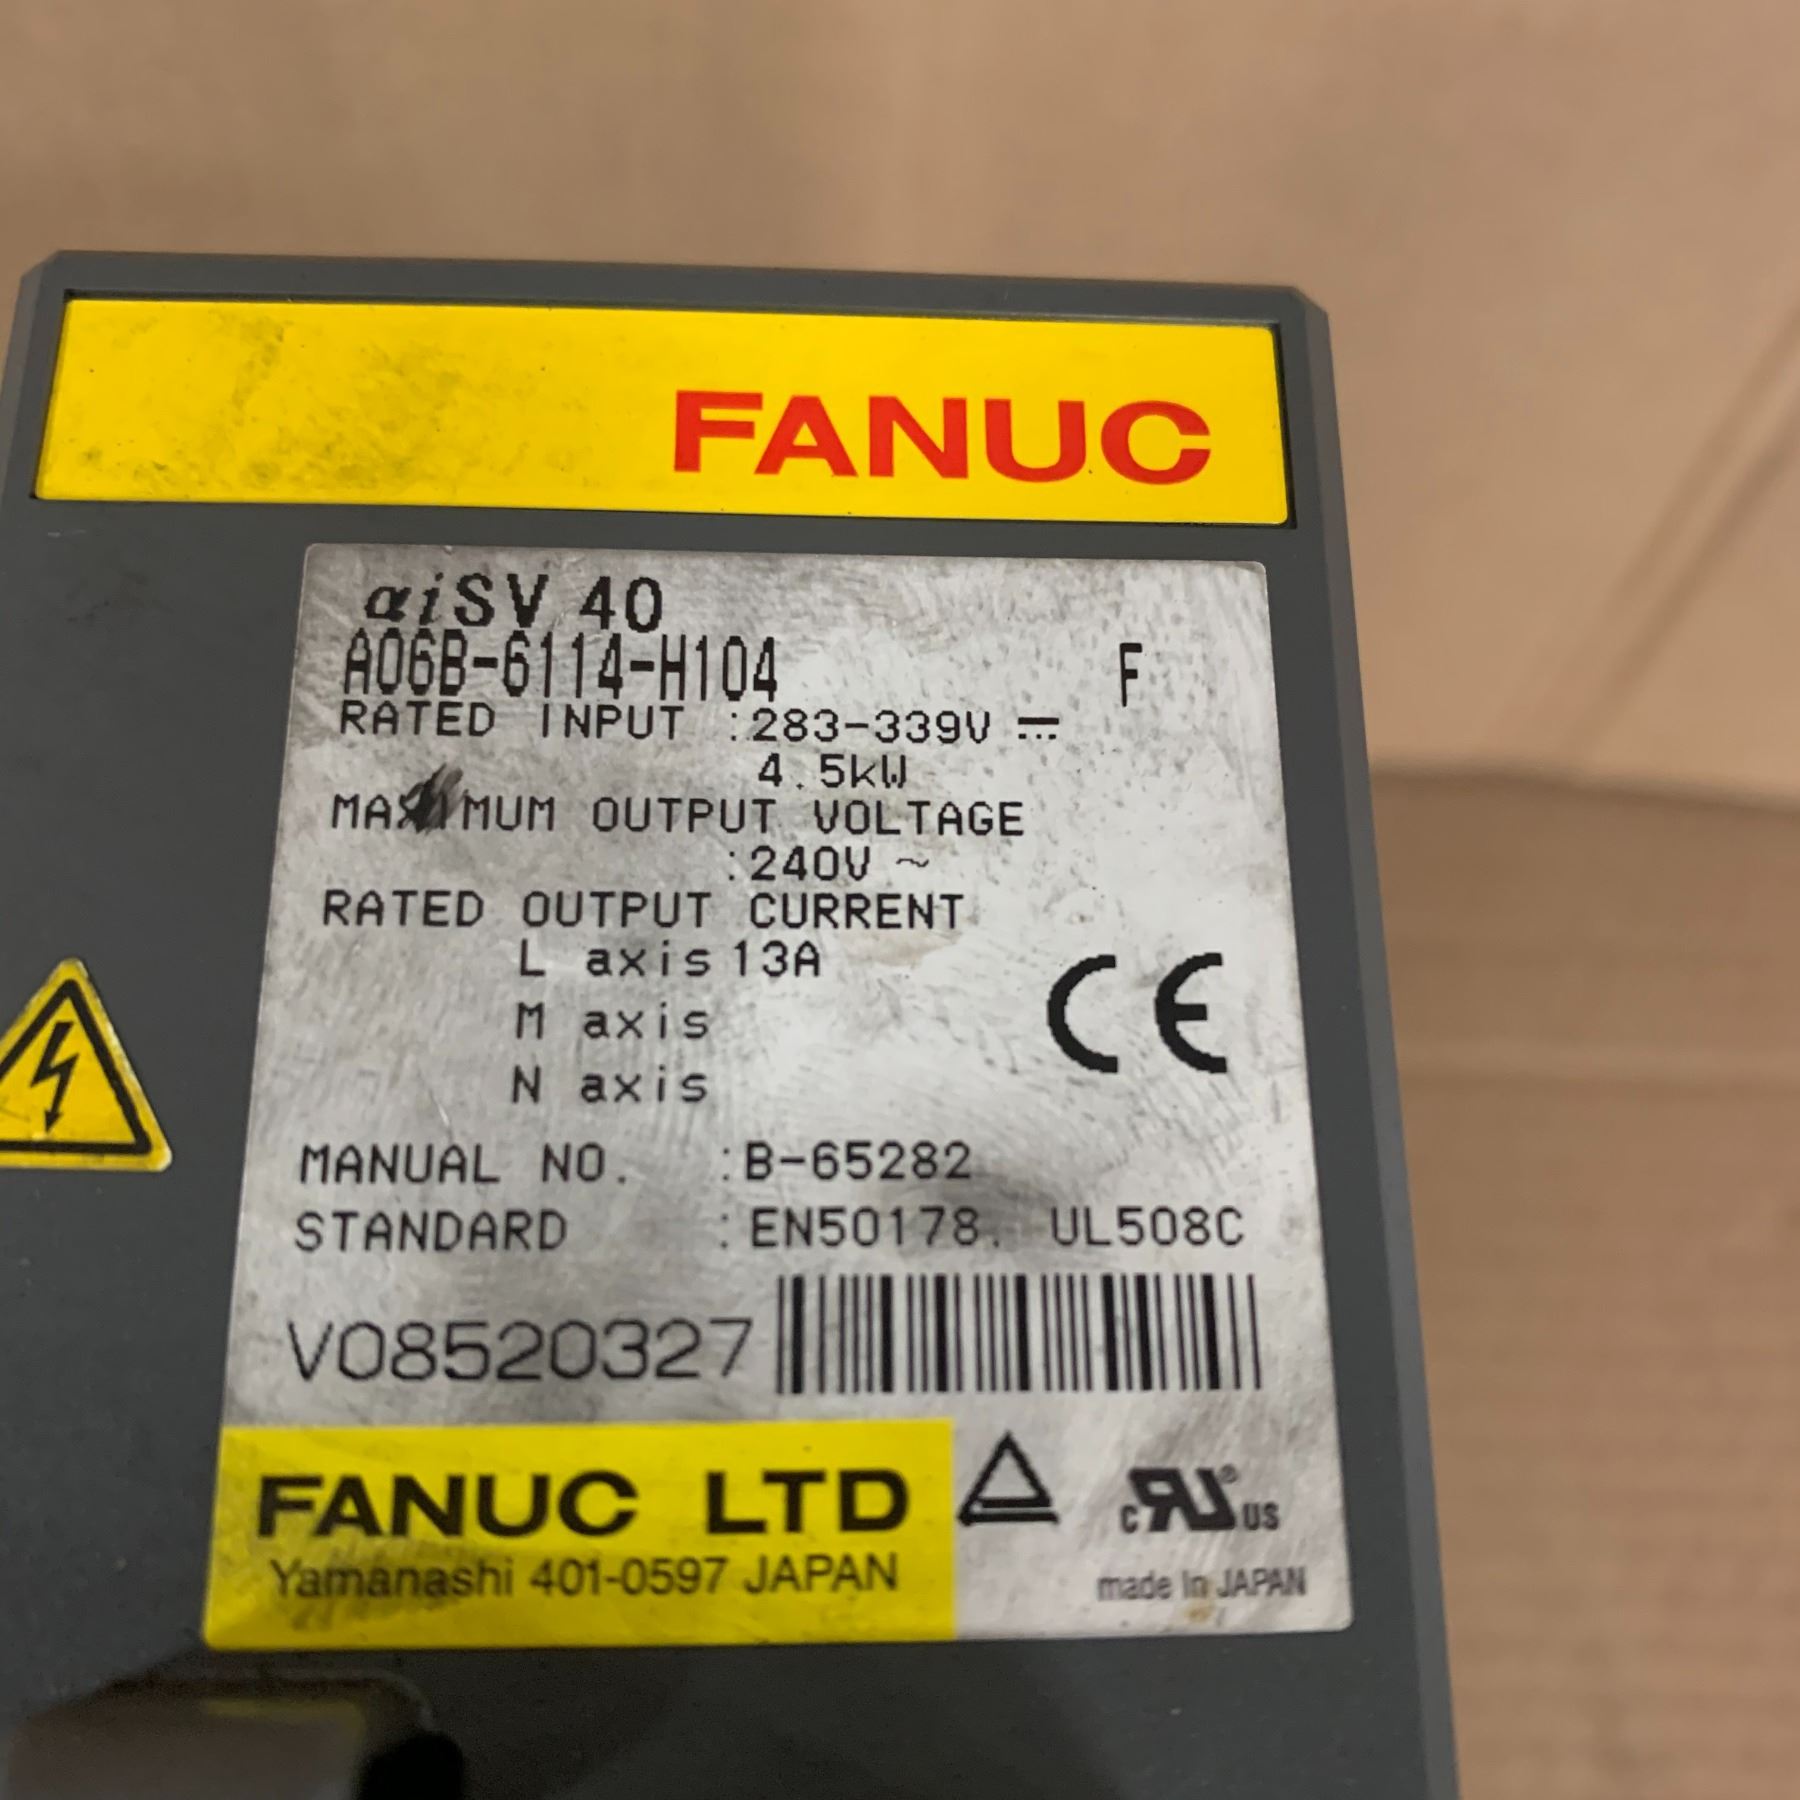 FANUC
αiSV 40
A06B-6114-H104 F
RATED INPUT :283-339V ⎓
4.5kW
MAXIMUM OUTPUT VOLTAGE
:240V ~
RATED OUTPUT CURRENT
L axis 13A
M axis
N axis
CE
MANUAL NO. :B-65282
STANDARD :EN50178, UL508C
V08520327
FANUC LTD
Yamanashi 401-0597 JAPAN
c RU ® US
made in JAPAN